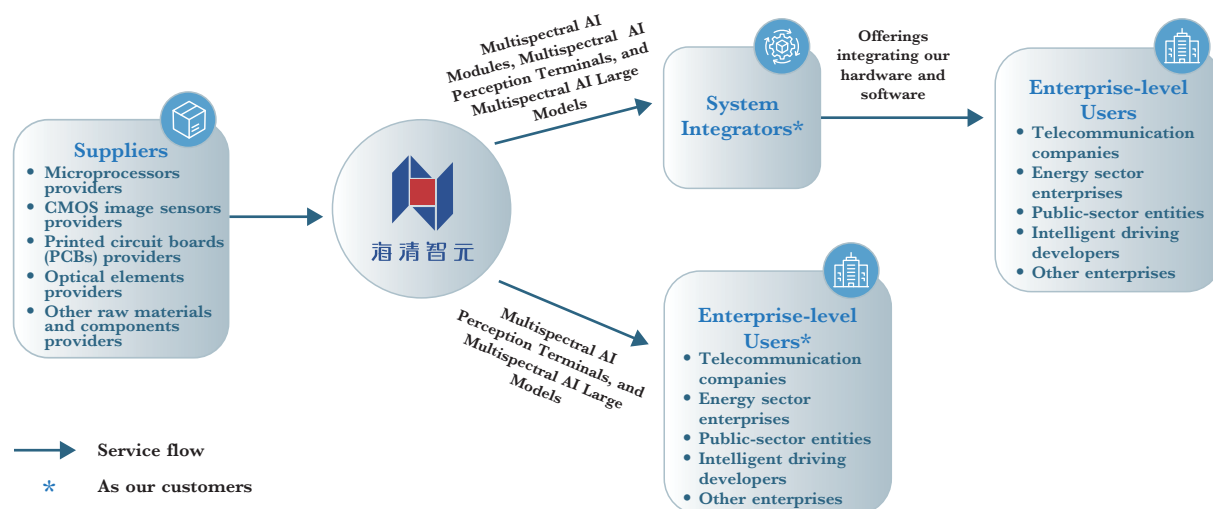 Suppliers
• Microprocessors
providers
• CMOS image sensors
providers
• Printed circuit boards
(PCBs) providers
• Optical elements
providers
• Other raw materials
and components
providers
海清智元
Multispectral AI
Modules, Multispectral AI
Perception Terminals, and
Multispectral AI Large
Models
System
Integrators*
Offerings
integrating our
hardware and
software
Enterprise-level
Users
• Telecommunication
companies
• Energy sector
enterprises
• Public-sector entities
• Intelligent driving
developers
• Other enterprises
Multispectral AI
Perception Terminals, and
Multispectral AI Large
Models
Enterprise-level
Users*
• Telecommunication
companies
• Energy sector
enterprises
• Public-sector entities
• Intelligent driving
developers
• Other enterprises
Service flow
* As our customers